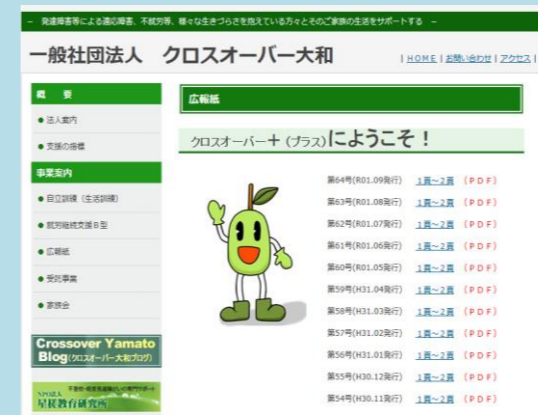 － 発達障害等による適応障害、不就労等、様々な生きづらさを抱えている方々とそのご家族の生活をサポートする －
一般社団法人　クロスオーバー大和
| HOME | お問い合わせ | アクセス |
概　要
● 法人案内
● 支援の指標
事業案内
● 自立訓練（生活訓練）
● 就労継続支援Ｂ型
● 広報紙
● 受託事業
● 家族会
Crossover Yamato
Blog(クロスオーバー大和ブログ)
星槎教育研究所
広報紙
クロスオーバー＋（プラス）にようこそ！
第64号(R01.09発行)　1頁～2頁　（ＰＤＦ）
第63号(R01.08発行)　1頁～2頁　（ＰＤＦ）
第62号(R01.07発行)　1頁～2頁　（ＰＤＦ）
第61号(R01.06発行)　1頁～2頁　（ＰＤＦ）
第60号(R01.05発行)　1頁～2頁　（ＰＤＦ）
第59号(H31.04発行)　1頁～2頁　（ＰＤＦ）
第58号(H31.03発行)　1頁～2頁　（ＰＤＦ）
第57号(H31.02発行)　1頁～2頁　（ＰＤＦ）
第56号(H31.01発行)　1頁～2頁　（ＰＤＦ）
第55号(H30.12発行)　1頁～2頁　（ＰＤＦ）
第54号(H30.11発行)　1頁～2頁　（ＰＤＦ）